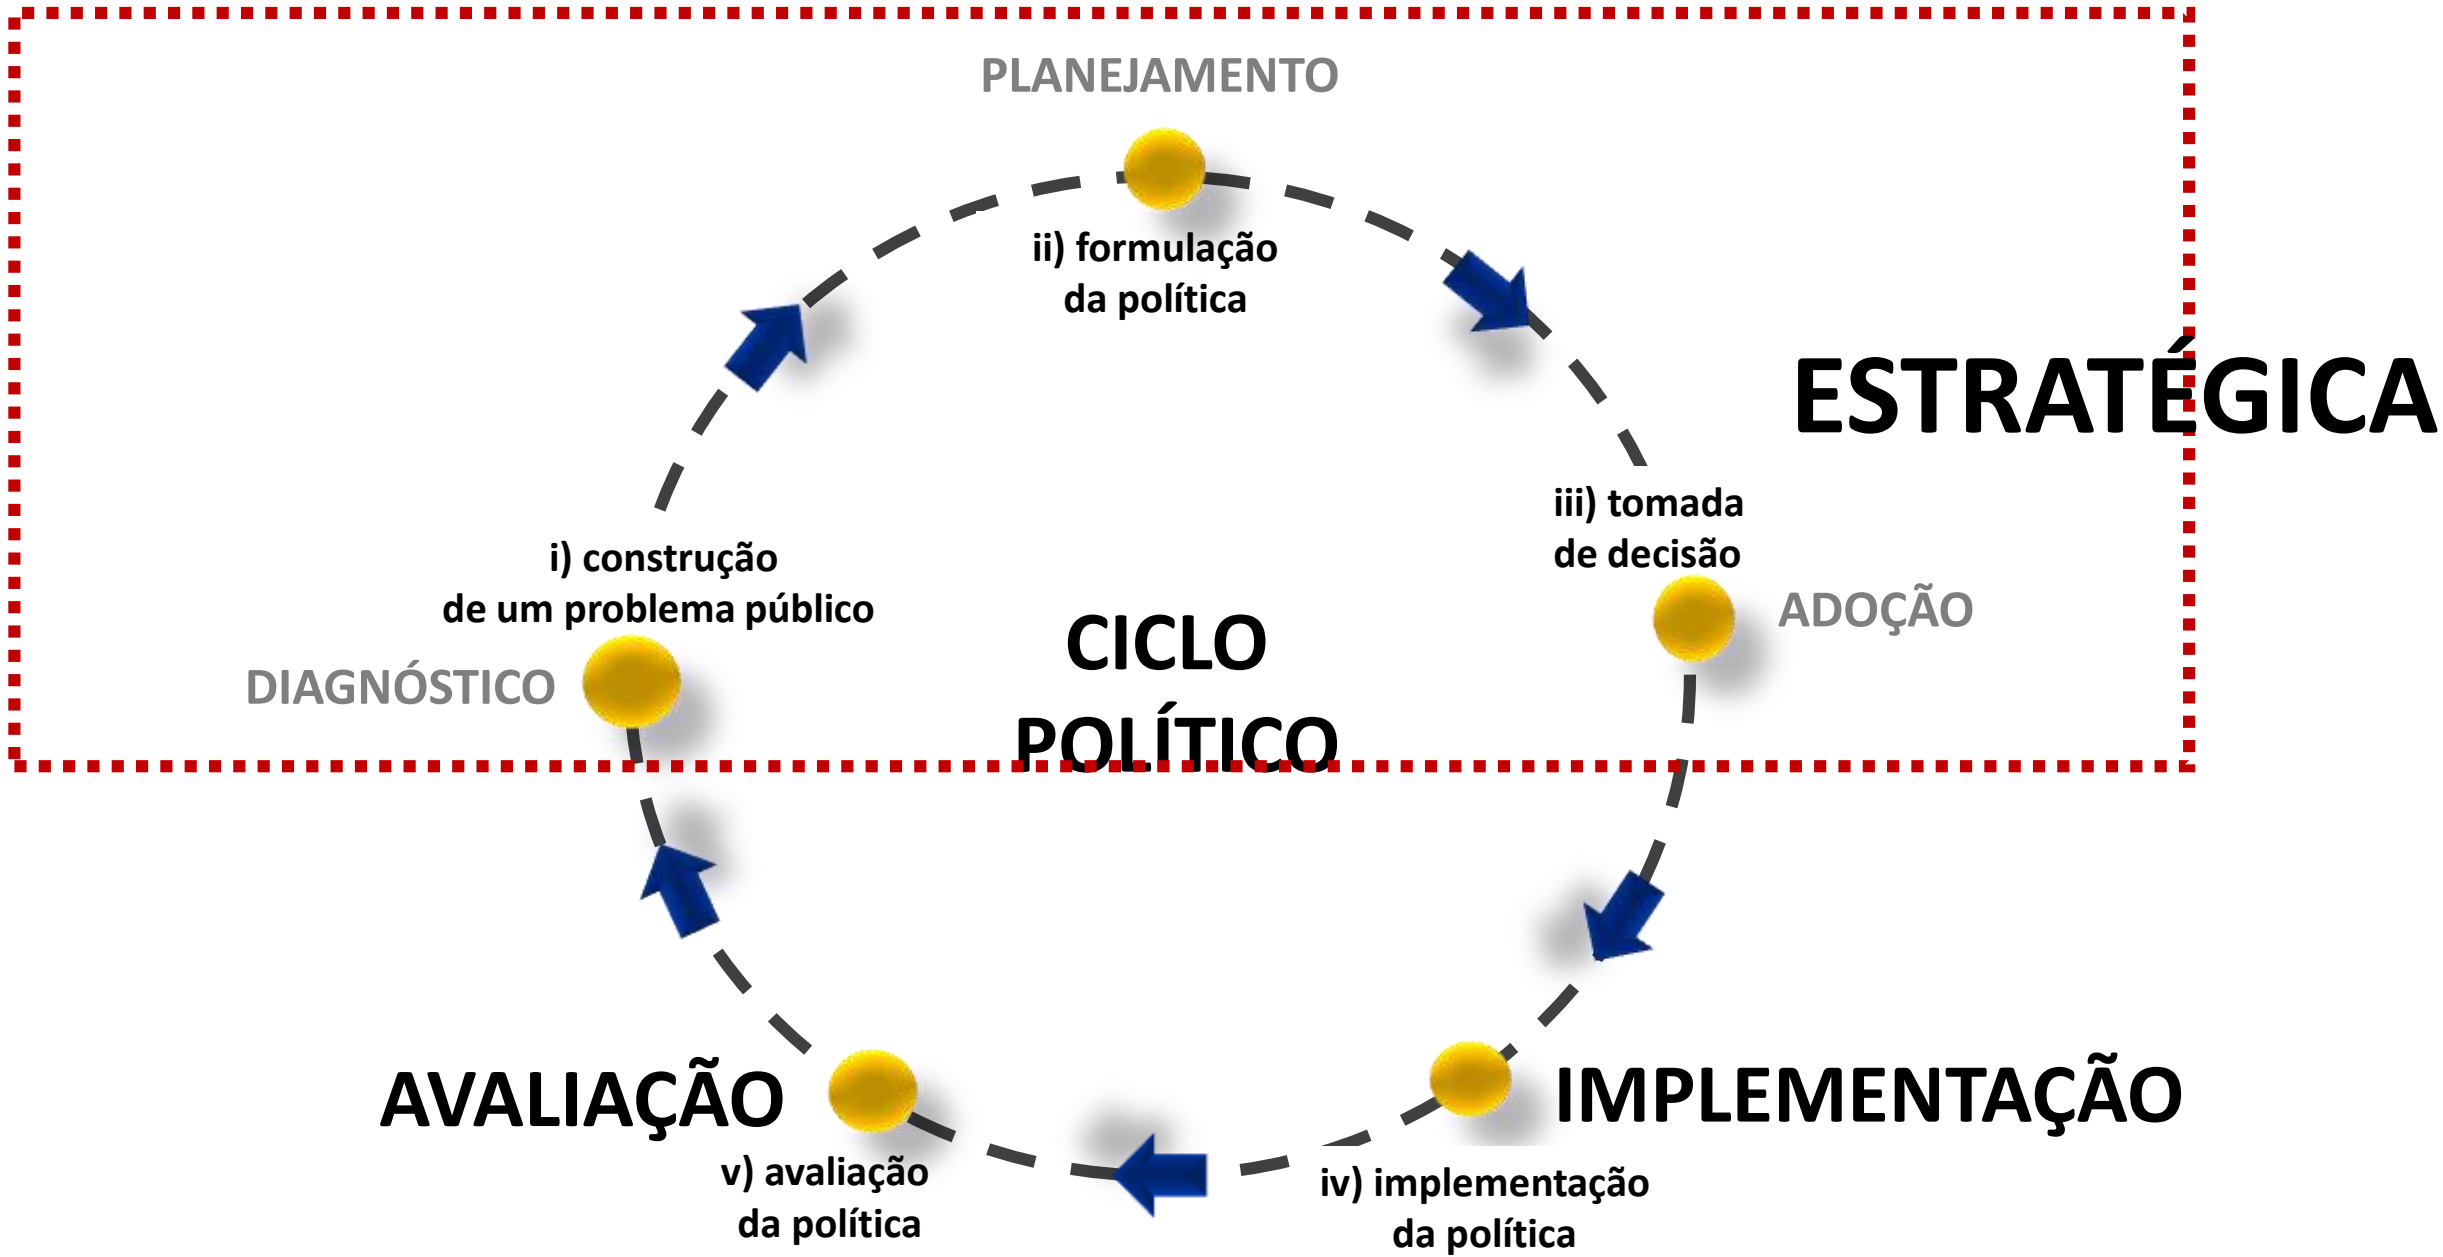 PLANEJAMENTO
ii) formulação
da política
ESTRATÉGICA
iii) tomada
de decisão
ADOÇÃO
i) construção
de um problema público
DIAGNÓSTICO
CICLO
POLÍTICO
AVALIAÇÃO
v) avaliação
da política
IMPLEMENTAÇÃO
iv) implementação
da política